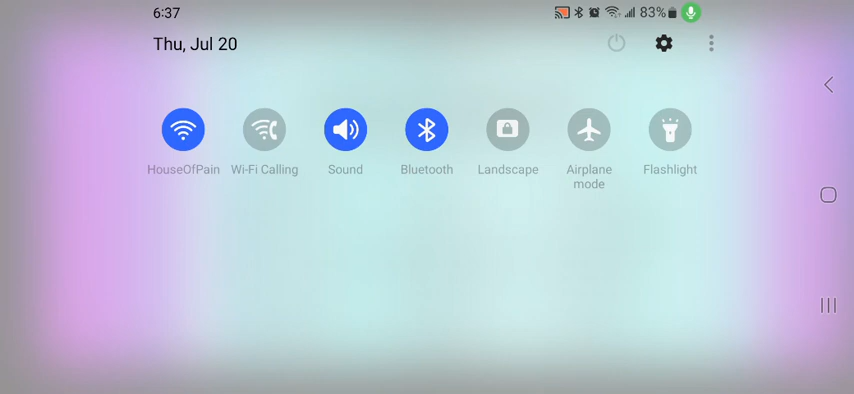 6:37
83%
Thu, Jul 20
HouseOfPain
Wi-Fi Calling
Sound
Bluetooth
Landscape
Airplane
mode
Flashlight